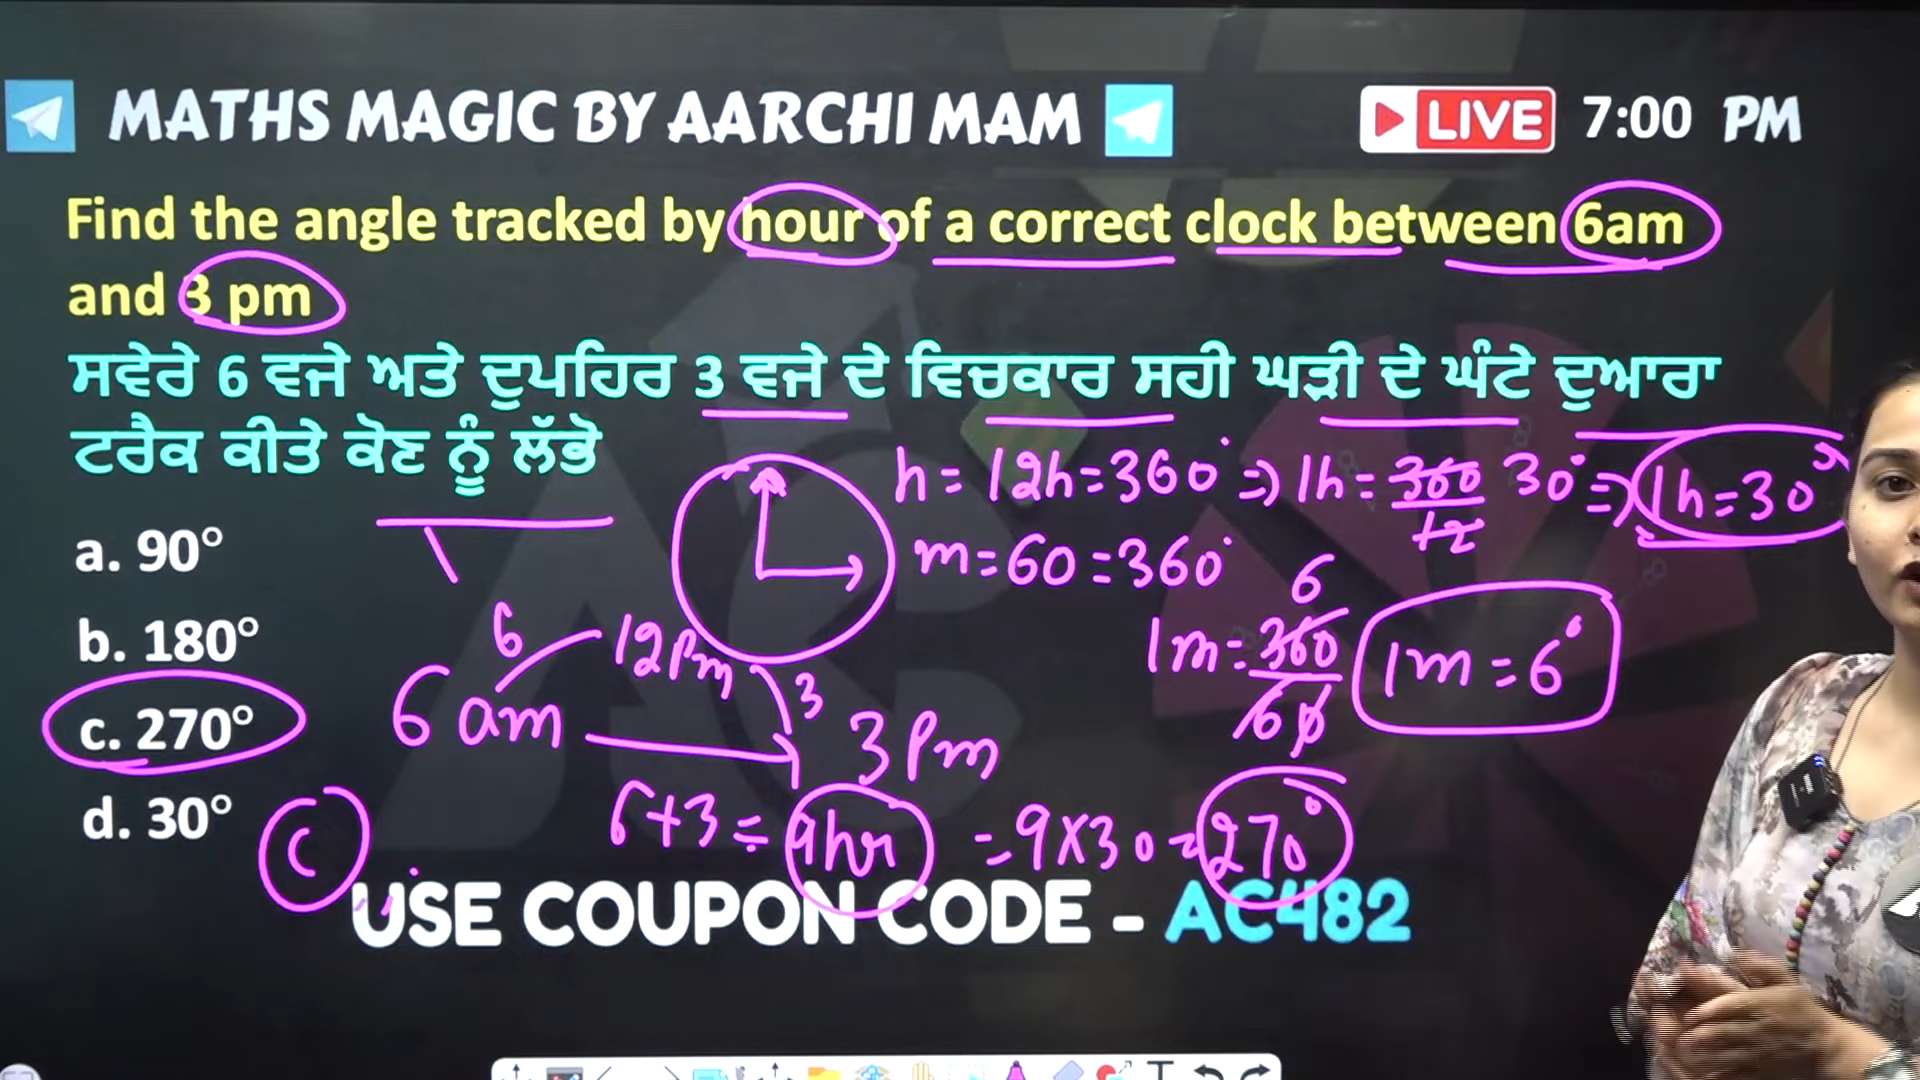 MATHS MAGIC BY AARCHI MAM LIVE 7:00 PM
Find the angle tracked by hour of a correct clock between 6am
and 3 pm
ਸਵੇਰੇ 6 ਵਜੇ ਅਤੇ ਦੁਪਹਿਰ 3 ਵਜੇ ਦੇ ਵਿਚਕਾਰ ਸਹੀ ਘੜੀ ਦੇ ਘੰਟੇ ਦੁਆਰਾ
ਟਰੈਕ ਕੀਤੇ ਕੋਣ ਨੂੰ ਲੱਭੋ
h = 12h = 360° ⇒ 1h = 360/12 30° ⇒ 1h = 30°
m = 60 = 360°
a. 90°
b. 180°
c. 270°
d. 30°
6
1m = 360/60 1m = 6°
6 12 Pm 3
6 am 3 Pm
6+3 = 9hr = 9×30 = 270°
C
USE COUPON CODE - AC482